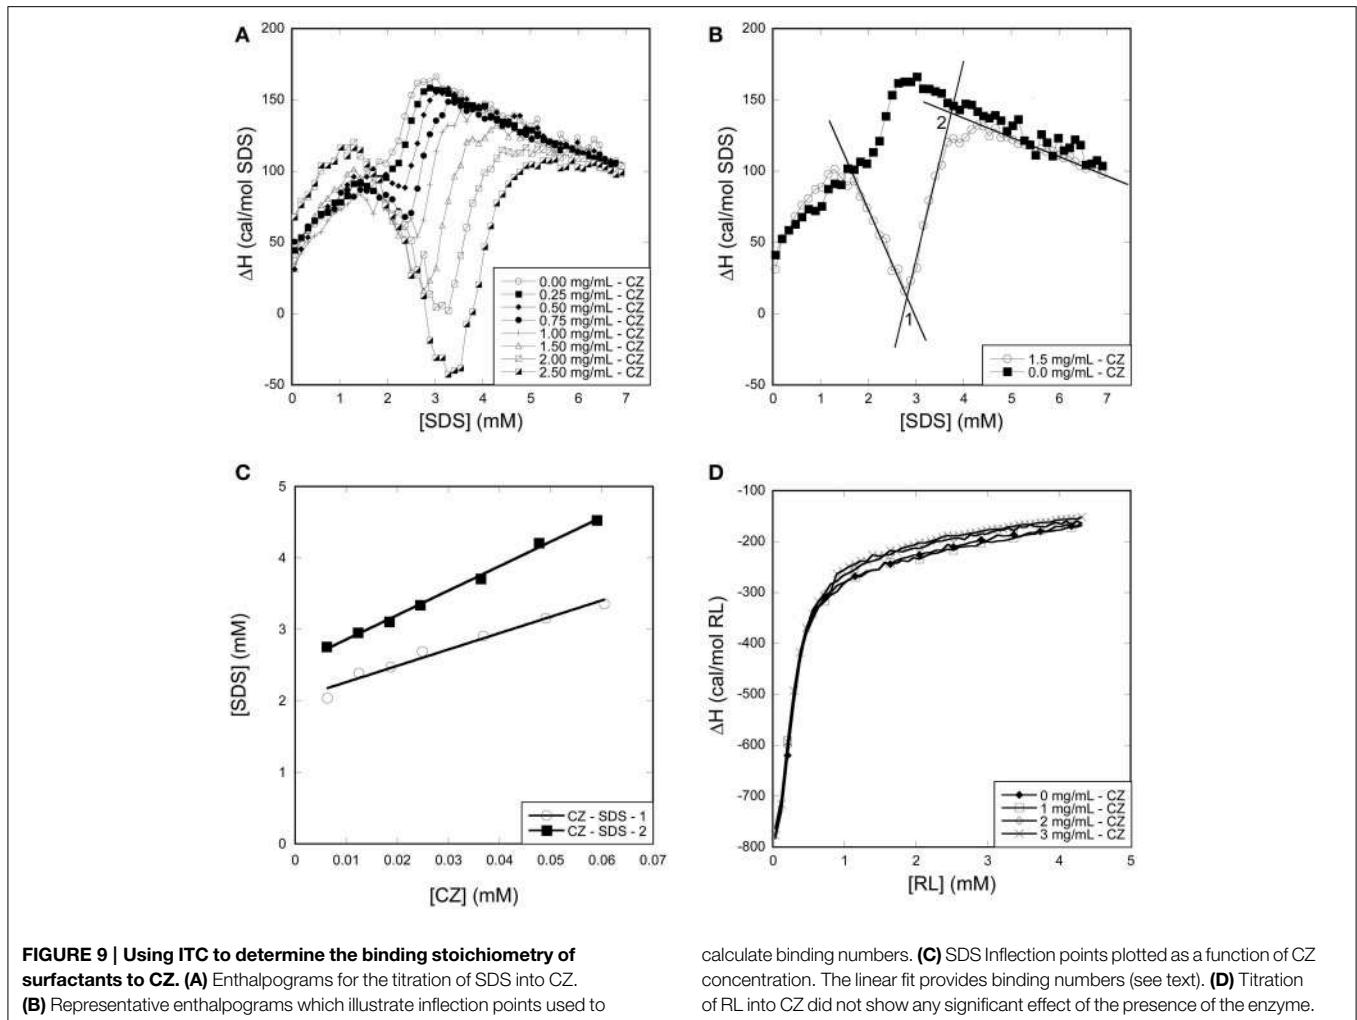 A
200
150
100
50
0
-50
ΔH (cal/mol SDS)
0 1 2 3 4 5 6 7
[SDS] (mM)
0.00 mg/mL - CZ
0.25 mg/mL - CZ
0.50 mg/mL - CZ
0.75 mg/mL - CZ
1.00 mg/mL - CZ
1.50 mg/mL - CZ
2.00 mg/mL - CZ
2.50 mg/mL - CZ
B
200
150
100
50
0
-50
ΔH (cal/mol SDS)
2
1
0 1 2 3 4 5 6 7
[SDS] (mM)
1.5 mg/mL - CZ
0.0 mg/mL - CZ
C
5
4
3
2
1
0
[SDS] (mM)
0 0.01 0.02 0.03 0.04 0.05 0.06 0.07
[CZ] (mM)
CZ - SDS - 1
CZ - SDS - 2
D
-100
-200
-300
-400
-500
-600
-700
-800
ΔH (cal/mol RL)
0 1 2 3 4 5
[RL] (mM)
0 mg/mL - CZ
1 mg/mL - CZ
2 mg/mL - CZ
3 mg/mL - CZ
FIGURE 9 | Using ITC to determine the binding stoichiometry of
surfactants to CZ. (A) Enthalpograms for the titration of SDS into CZ.
(B) Representative enthalpograms which illustrate inflection points used to
calculate binding numbers. (C) SDS Inflection points plotted as a function of CZ
concentration. The linear fit provides binding numbers (see text). (D) Titration
of RL into CZ did not show any significant effect of the presence of the enzyme.